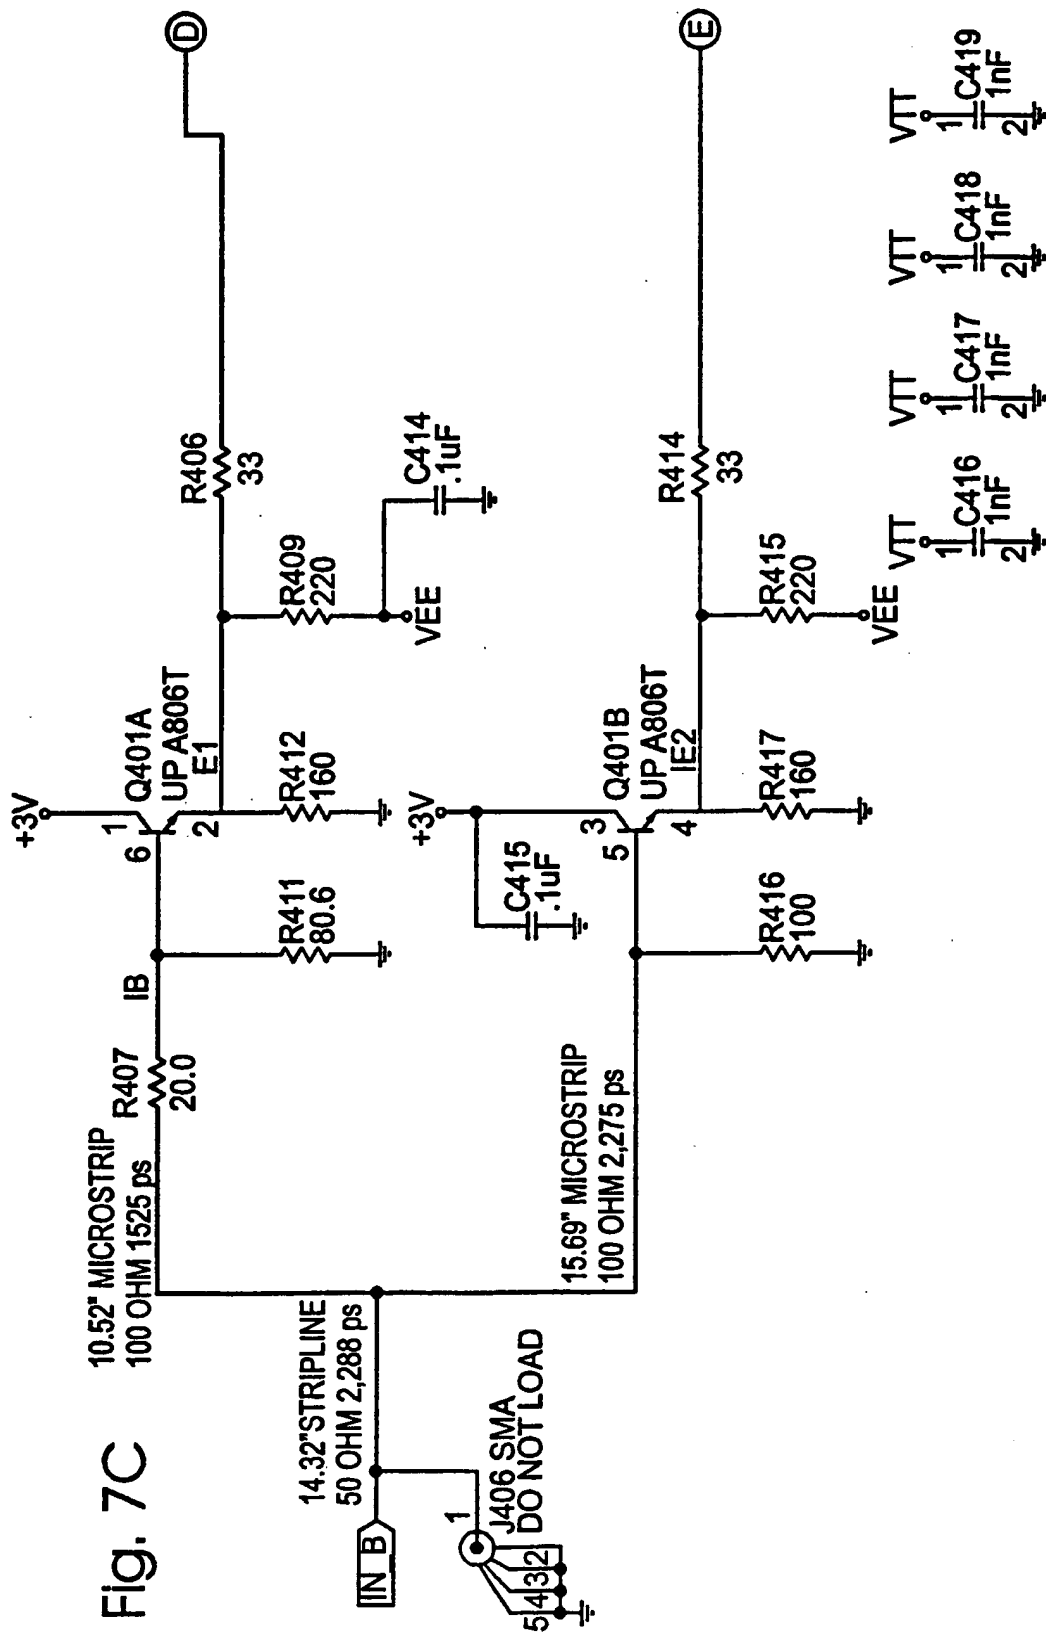 Fig. 7C
IN_B
1
J406 SMA
DO NOT LOAD
5 4 3 2
14.32"STRIPLINE
50 OHM 2,288 ps
10.52" MICROSTRIP
100 OHM 1525 ps
R407
20.0
IB
R411
80.6
+3V
1
6
2
Q401A
UP A806T
E1
R412
160
R409
220
VEE
C414
.1uF
R406
33
D
15.69" MICROSTRIP
100 OHM 2,275 ps
R416
100
C415
.1uF
+3V
3
5
4
Q401B
UP A806T
IE2
R417
160
R415
220
VEE
R414
33
E
VTT
1
C416
1nF
2
VTT
1
C417
1nF
2
VTT
1
C418
1nF
2
VTT
1
C419
1nF
2